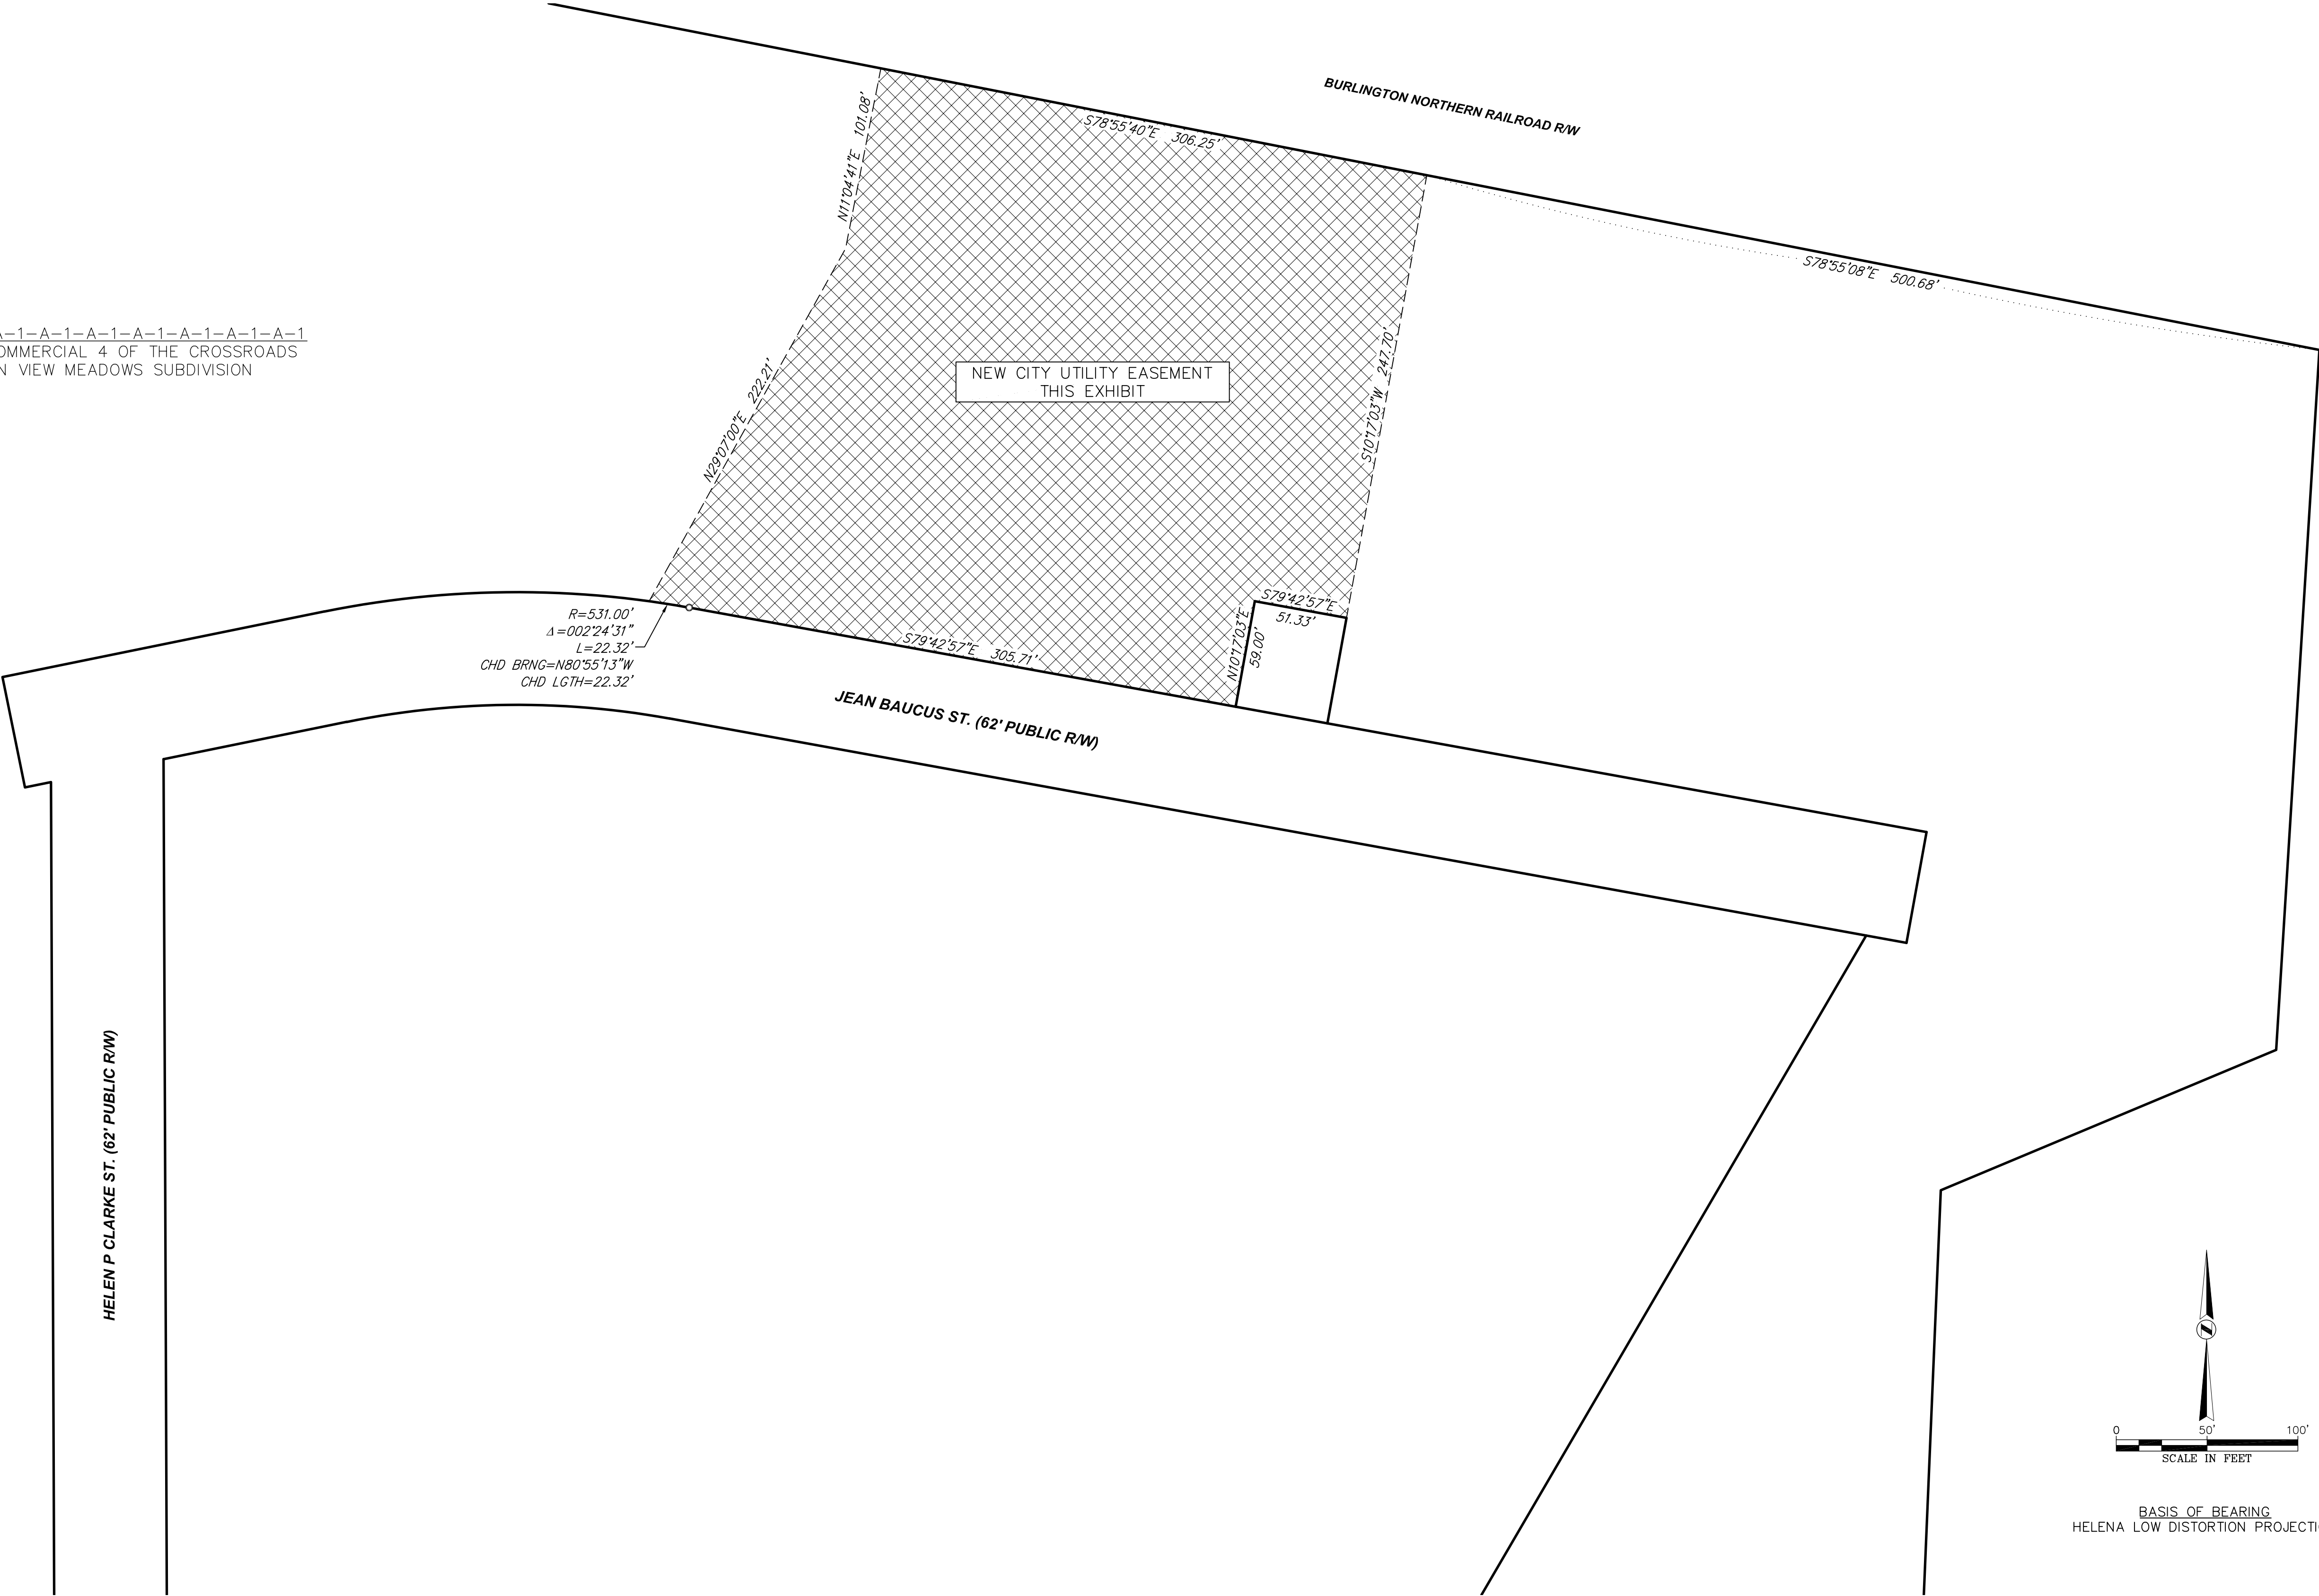 BURLINGTON NORTHERN RAILROAD R/W
S78°55'40"E 306.25'
N11°04'41"E 101.08'
S78°55'08"E 500.68'
A-1-A-1-A-1-A-1-A-1-A-1-A-1
OMMERCIAL 4 OF THE CROSSROADS
N VIEW MEADOWS SUBDIVISION
NEW CITY UTILITY EASEMENT
THIS EXHIBIT
S10°17'03"W 247.70'
N29°07'00"E 222.21'
R=531.00'
Δ=002°24'31"
L=22.32'
CHD BRNG=N80°55'13"W
CHD LGTH=22.32'
S79°42'57"E
51.33'
N10°17'03"E
59.00'
S79°42'57"E 305.71'
JEAN BAUCUS ST. (62' PUBLIC R/W)
HELEN P CLARKE ST. (62' PUBLIC R/W)
0 50' 100'
SCALE IN FEET
BASIS OF BEARING
HELENA LOW DISTORTION PROJECTI